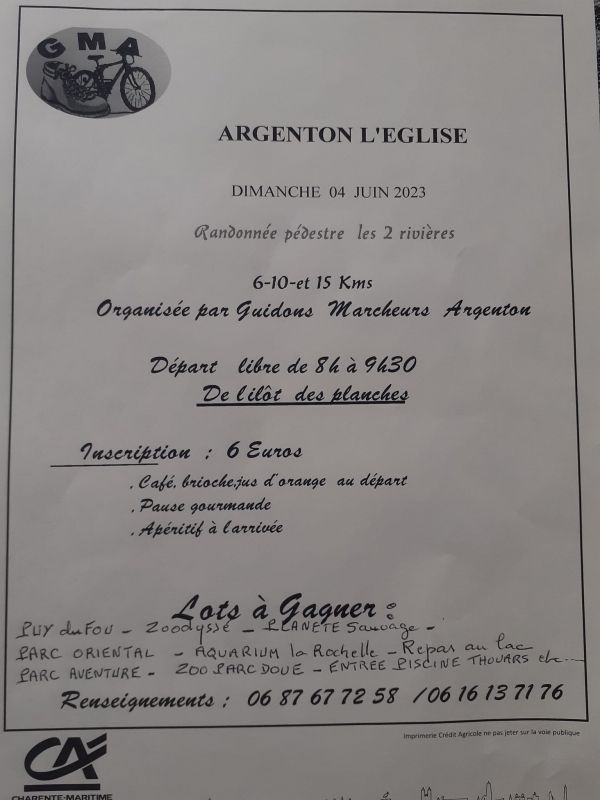 GMA
ARGENTON L'EGLISE
DIMANCHE 04 JUIN 2023
Randonnée pédestre les 2 rivières
6-10-et 15 Kms
Organisée par Guidons Marcheurs Argenton
Départ libre de 8h à 9h30
De l'ilôt des planches
Inscription : 6 Euros
. Café, brioche,jus d'orange au départ
. Pause gourmande
. Apéritif à l'arrivée
Lots à Gagner :
PUY du FOU - Zoodyssé - PLANETE Sauvage -
PARC ORIENTAL - AQUARIUM la Rochelle - Repas au lac
PARC AVENTURE - ZOO PARC DOUE - ENTREE PISCINE THOUARS etc---
Renseignements : 06 87 67 72 58 / 06 16 13 71 76
Imprimerie Crédit Agricole ne pas jeter sur la voie publique
CA
CHARENTE-MARITIME